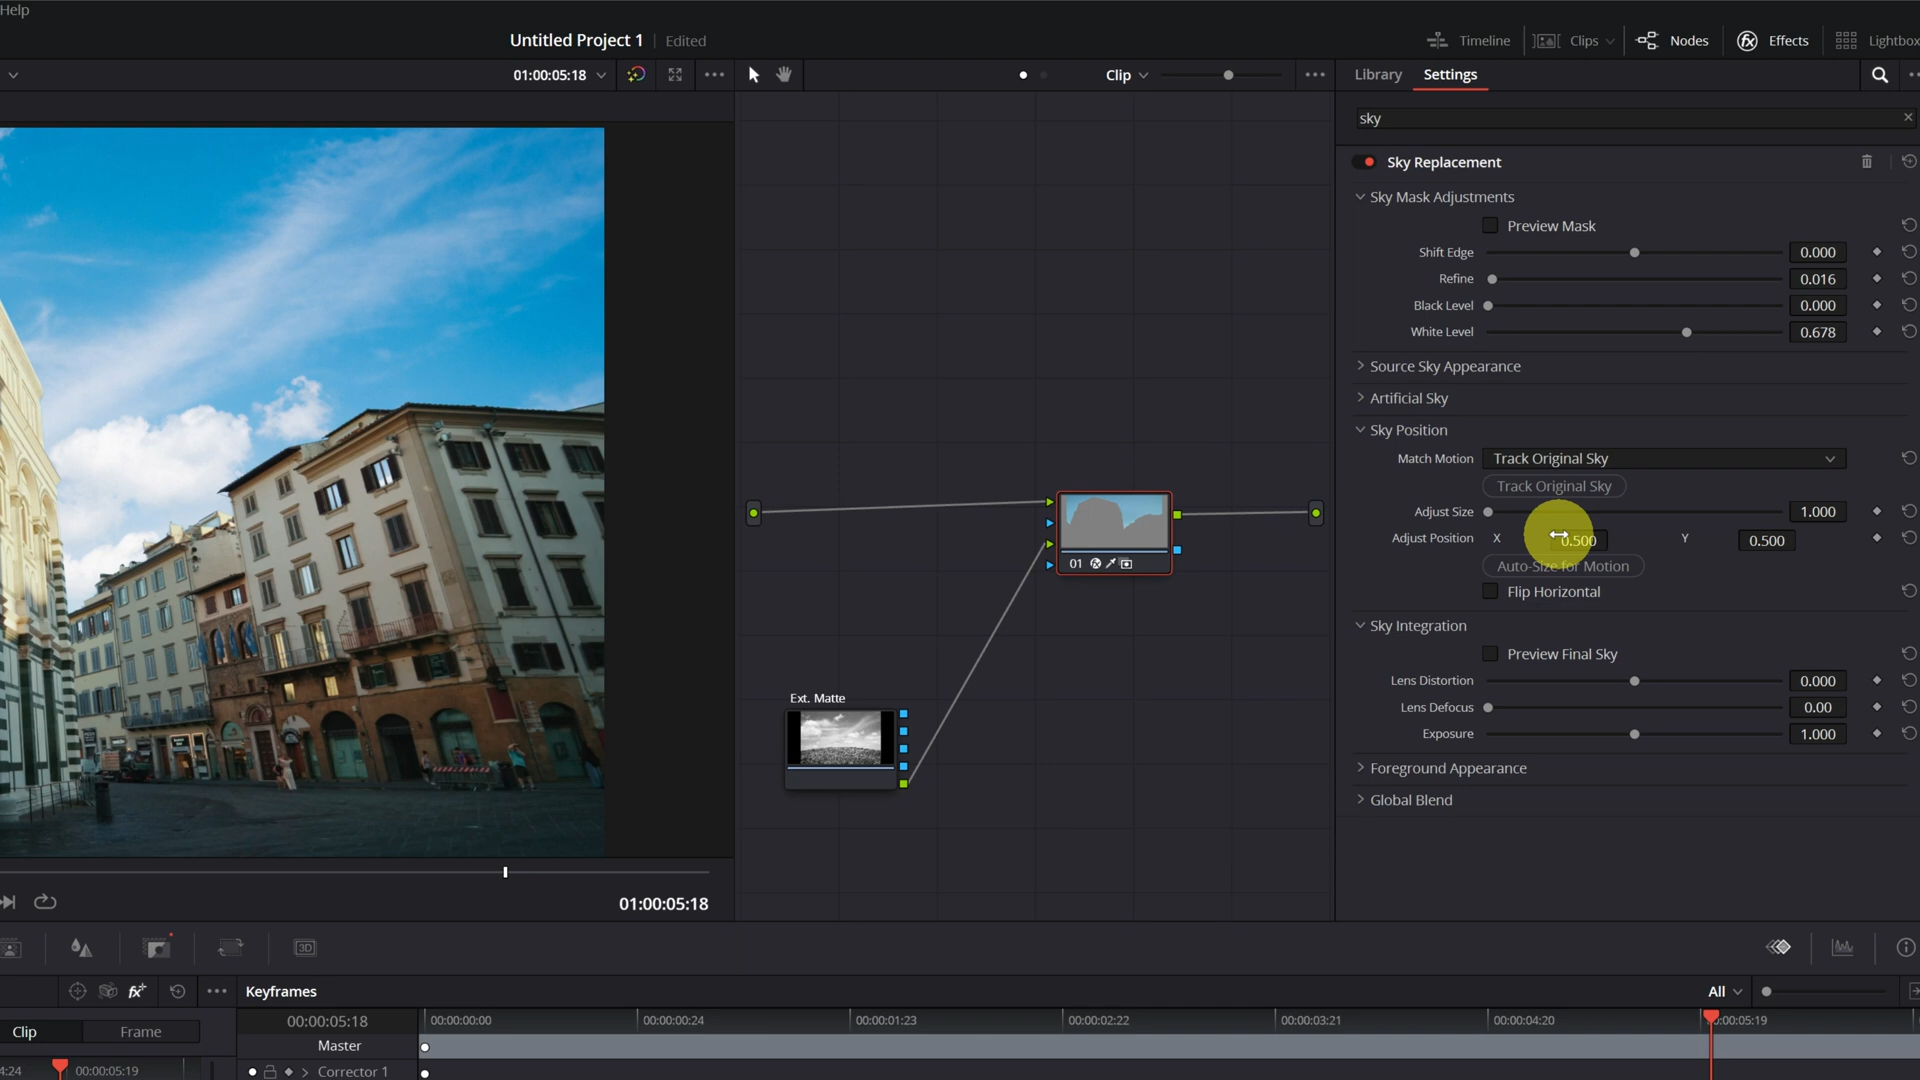 Help
Untitled Project 1 Edited
Timeline Clips Nodes Effects Lightbox
01:00:05:18 Clip Library Settings
sky
Sky Replacement
Sky Mask Adjustments
Preview Mask
Shift Edge 0.000
Refine 0.016
Black Level 0.000
White Level 0.678
Source Sky Appearance
Artificial Sky
Sky Position
Match Motion Track Original Sky
Track Original Sky
Adjust Size 1.000
Adjust Position X 0.500 Y 0.500
Auto-Size for Motion
Flip Horizontal
01
Sky Integration
Preview Final Sky
Lens Distortion 0.000
Ext. Matte
Lens Defocus 0.00
Exposure 1.000
Foreground Appearance
Global Blend
01:00:05:18
3D
Keyframes All
00:00:05:18 00:00:00:00 00:00:00:24 00:00:01:23 00:00:02:22 00:00:03:21 00:00:04:20 :00:05:19
Clip Frame
Master
4:24 00:00:05:19 Corrector 1